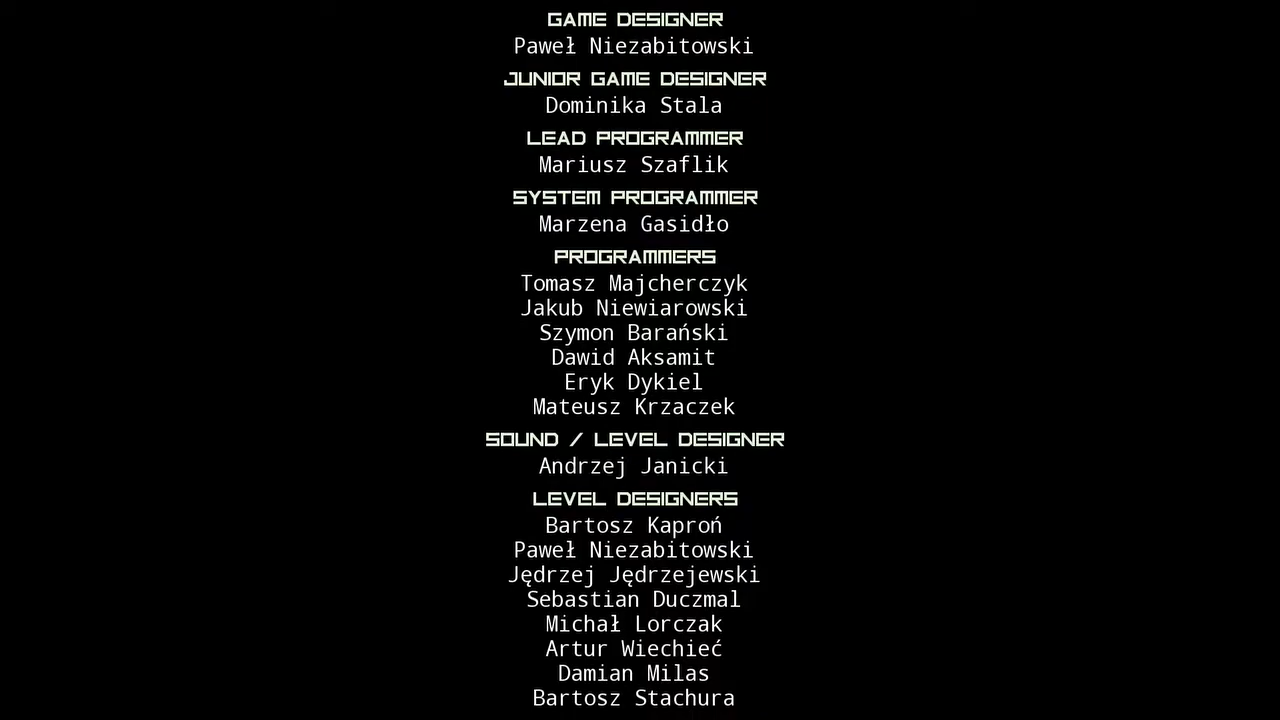 GAME DESIGNER
Paweł Niezabitowski
JUNIOR GAME DESIGNER
Dominika Stala
LEAD PROGRAMMER
Mariusz Szaflik
SYSTEM PROGRAMMER
Marzena Gasidło
PROGRAMMERS
Tomasz Majcherczyk
Jakub Niewiarowski
Szymon Barański
Dawid Aksamit
Eryk Dykiel
Mateusz Krzaczek
SOUND / LEVEL DESIGNER
Andrzej Janicki
LEVEL DESIGNERS
Bartosz Kaproń
Paweł Niezabitowski
Jędrzej Jędrzejewski
Sebastian Duczmal
Michał Lorczak
Artur Wiechieć
Damian Milas
Bartosz Stachura